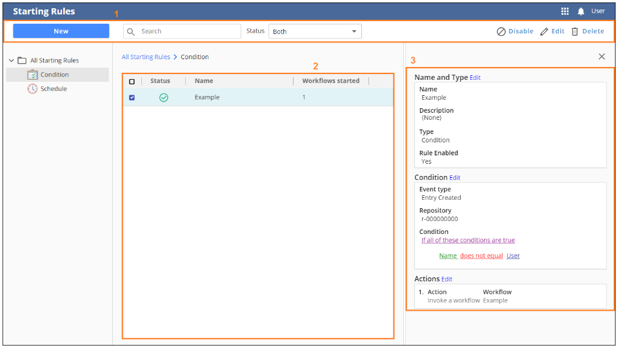 Starting Rules
User
1
New
Search
Status
Both
Disable
Edit
Delete
All Starting Rules
Condition
Schedule
All Starting Rules > Condition
2
Status Name Workflows started
Example 1
3
Name and Type Edit
Name
Example
Description
(None)
Type
Condition
Rule Enabled
Yes
Condition Edit
Event type
Entry Created
Repository
r-000000000
Condition
If all of these conditions are true
Name does not equal User
Actions Edit
1. Action Workflow
Invoke a workflow Example